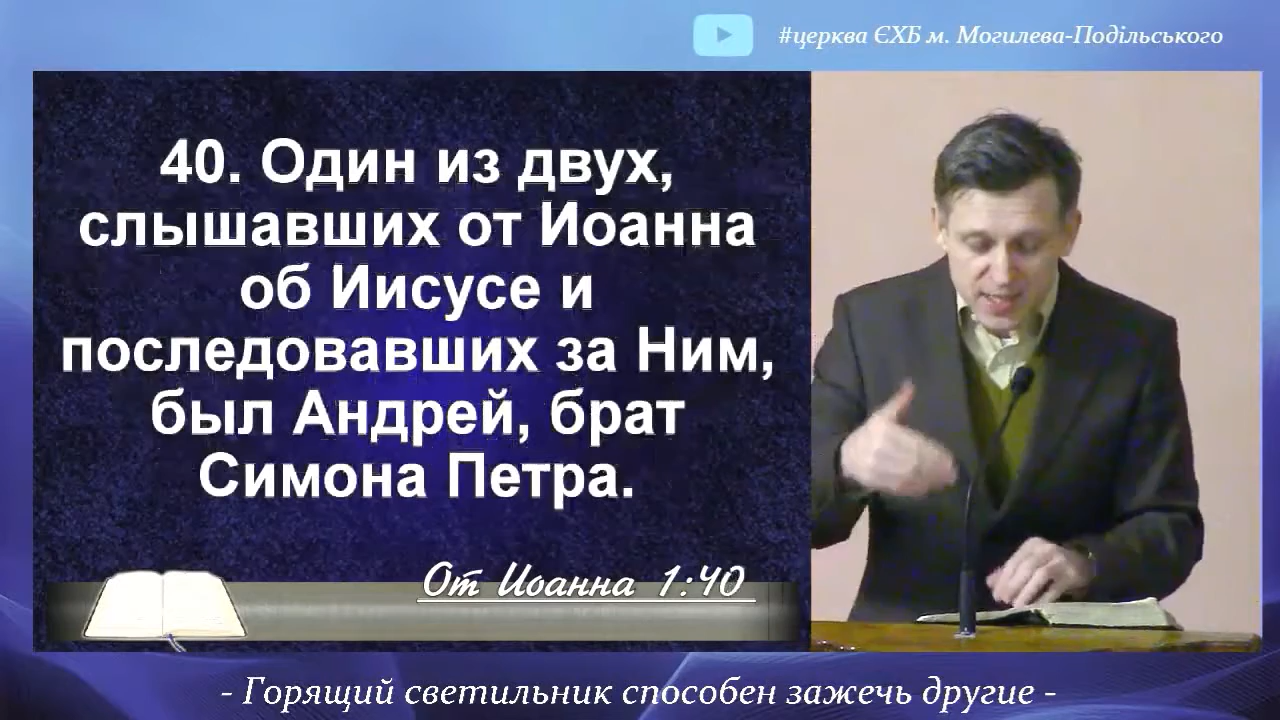 #церква ЄХБ м. Могилева-Подільського
40. Один из двух,
слышавших от Иоанна
об Иисусе и
последовавших за Ним,
был Андрей, брат
Симона Петра.
От Иоанна 1:40
- Горящий светильник способен зажечь другие -